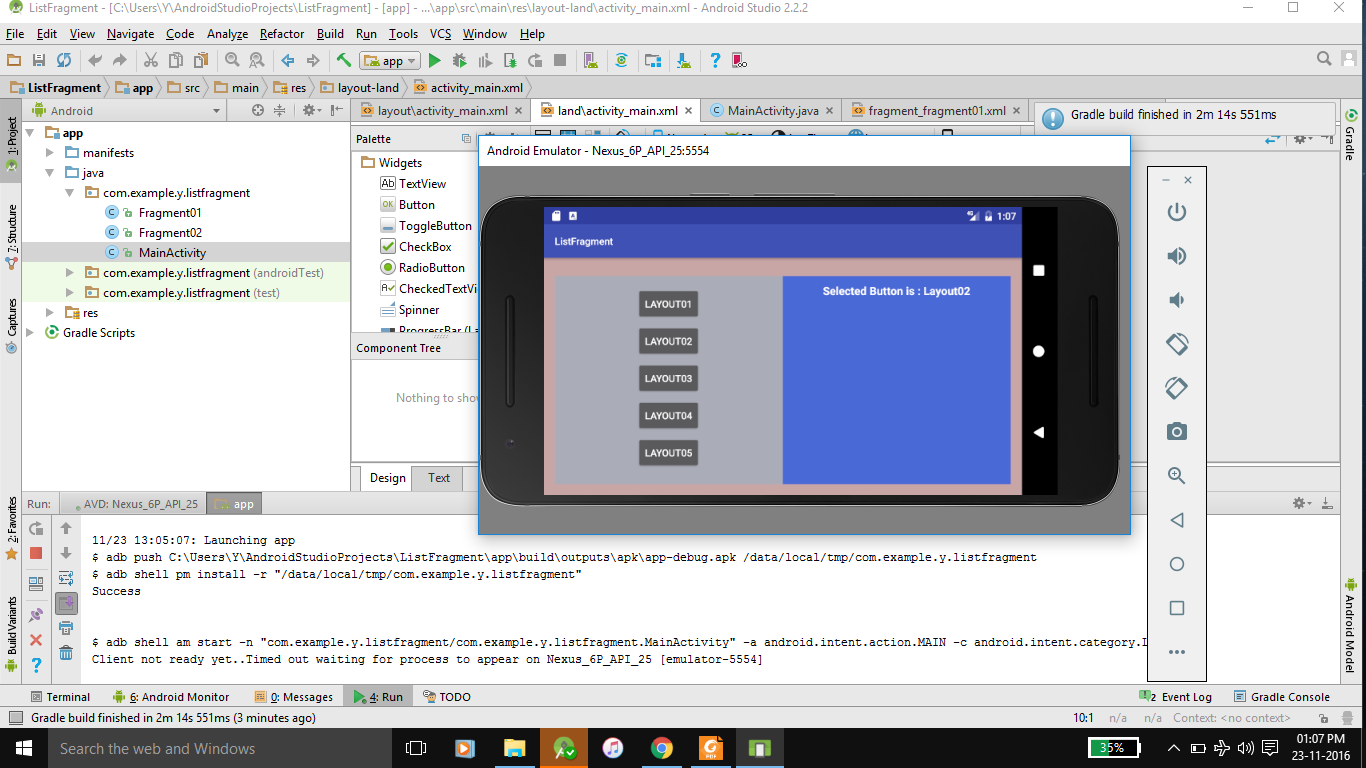 ListFragment - [C:\Users\Y\AndroidStudioProjects\ListFragment] - [app] - ...\app\src\main\res\layout-land\activity_main.xml - Android Studio 2.2.2
File Edit View Navigate Code Analyze Refactor Build Run Tools VCS Window Help
app
ListFragment app src main res layout-land activity_main.xml
Android
layout\activity_main.xml land\activity_main.xml MainActivity.java fragment_fragment01.xml
Gradle build finished in 2m 14s 551ms
1: Project
7: Structure
Captures
2: Favorites
Build Variants
app
manifests
java
com.example.y.listfragment
Fragment01
Fragment02
MainActivity
com.example.y.listfragment (androidTest)
com.example.y.listfragment (test)
res
Gradle Scripts
Palette
Widgets
Ab TextView
OK Button
ToggleButton
CheckBox
RadioButton
CheckedTextVi
Spinner
ProgressBar (La
Component Tree
Nothing to show
Design Text
Android Emulator - Nexus_6P_API_25:5554
1:07
ListFragment
LAYOUT01
LAYOUT02
LAYOUT03
LAYOUT04
LAYOUT05
Selected Button is : Layout02
Gradle
Android Model
Run: AVD: Nexus_6P_API_25 app
11/23 13:05:07: Launching app
$ adb push C:\Users\Y\AndroidStudioProjects\ListFragment\app\build\outputs\apk\app-debug.apk /data/local/tmp/com.example.y.listfragment
$ adb shell pm install -r "/data/local/tmp/com.example.y.listfragment"
Success
$ adb shell am start -n "com.example.y.listfragment/com.example.y.listfragment.MainActivity" -a android.intent.action.MAIN -c android.intent.category.
Client not ready yet..Timed out waiting for process to appear on Nexus_6P_API_25 [emulator-5554]
Terminal 6: Android Monitor 0: Messages 4: Run TODO 2 Event Log Gradle Console
Gradle build finished in 2m 14s 551ms (3 minutes ago) 10:1 n/a n/a Context: <no context>
Search the web and Windows
35%
01:07 PM
23-11-2016